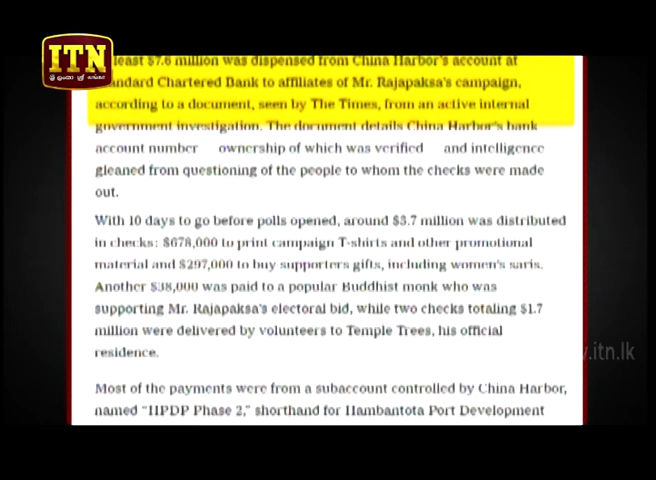 ITN
ශ්‍රී ලංකා අපේ ලංකා
least $7.6 million was dispensed from China Harbor's account at
andard Chartered Bank to affiliates of Mr. Rajapaksa's campaign,
according to a document, seen by The Times, from an active internal
government investigation. The document details China Harbor's bank
account number ownership of which was verified and intelligence
gleaned from questioning of the people to whom the checks were made
out.
With 10 days to go before polls opened, around $3.7 million was distributed
in checks: $678,000 to print campaign T-shirts and other promotional
material and $297,000 to buy supporters gifts, including women's saris.
Another $38,000 was paid to a popular Buddhist monk who was
supporting Mr. Rajapaksa's electoral bid, while two checks totaling $1.7
million were delivered by volunteers to Temple Trees, his official
residence.
.itn.lk
Most of the payments were from a subaccount controlled by China Harbor,
named “HPDP Phase 2,” shorthand for Hambantota Port Development